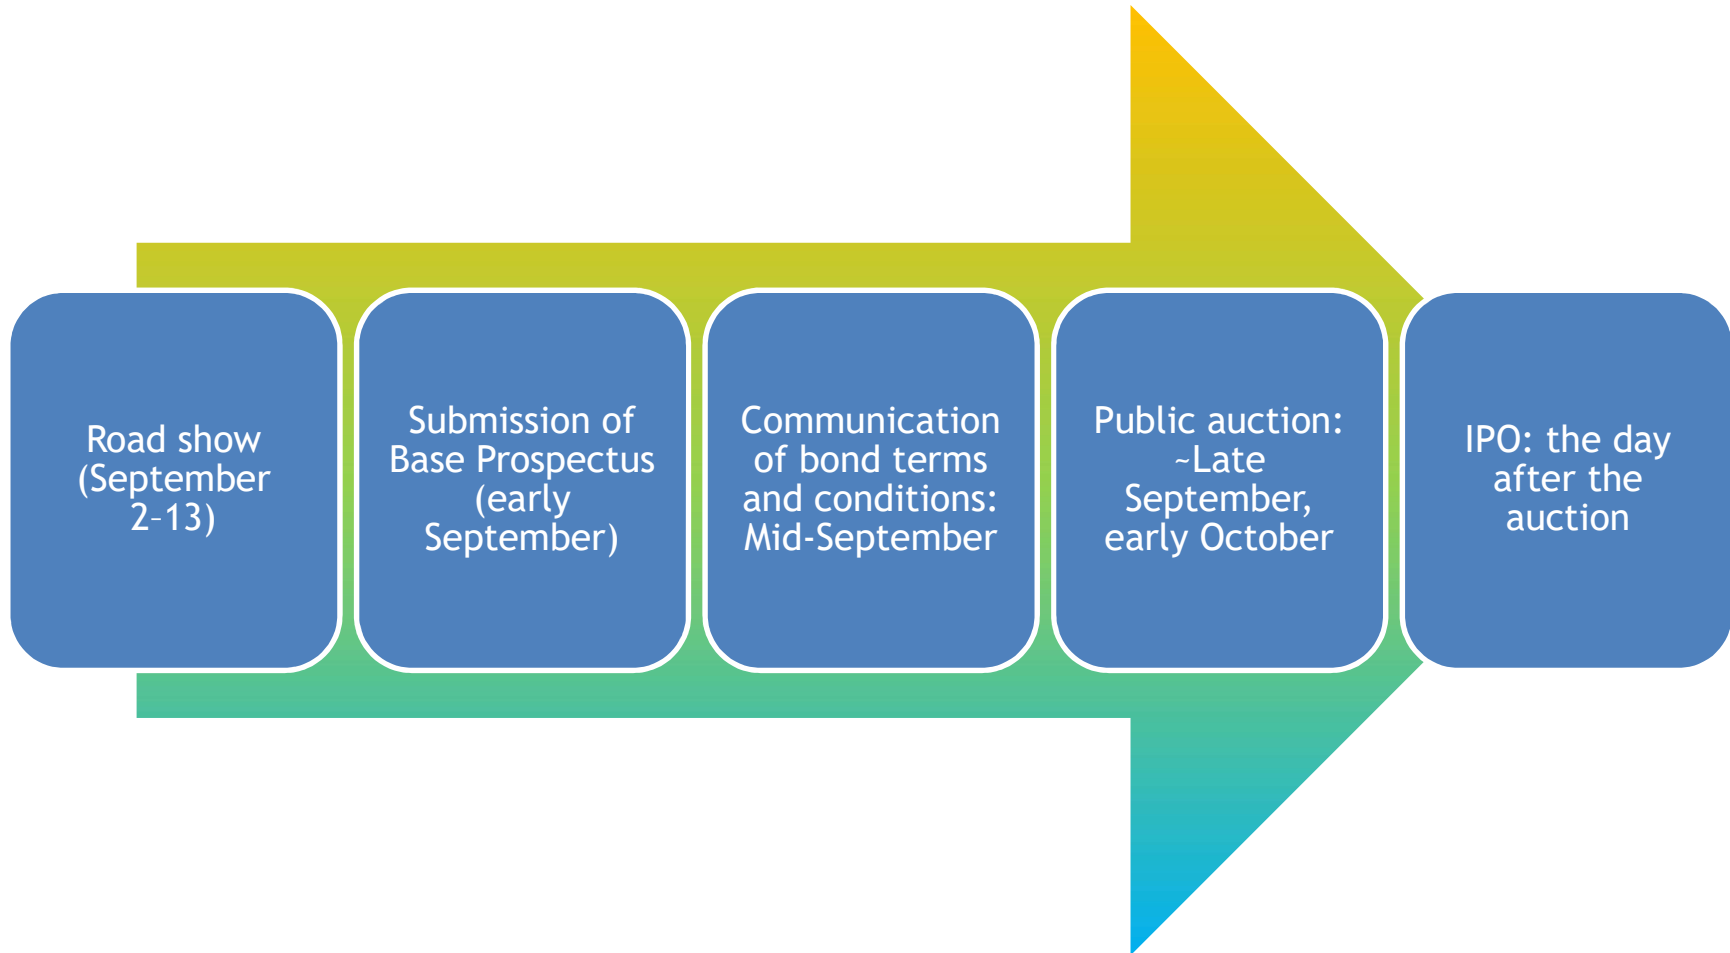 Road show
(September
2–13)
Submission of
Base Prospectus
(early
September)
Communication
of bond terms
and conditions:
Mid-September
Public auction:
~Late
September,
early October
IPO: the day
after the
auction